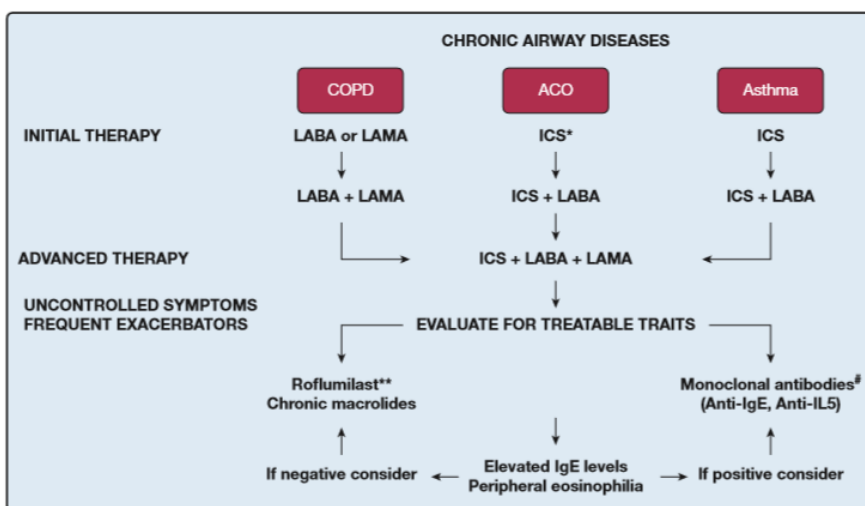 CHRONIC AIRWAY DISEASES
COPD
ACO
Asthma
INITIAL THERAPY
LABA or LAMA
ICS*
ICS
LABA + LAMA
ICS + LABA
ICS + LABA
ADVANCED THERAPY
ICS + LABA + LAMA
UNCONTROLLED SYMPTOMS
FREQUENT EXACERBATORS
EVALUATE FOR TREATABLE TRAITS
Roflumilast**
Chronic macrolides
Monoclonal antibodies#
(Anti-IgE, Anti-IL5)
If negative consider
Elevated IgE levels
Peripheral eosinophilia
If positive consider